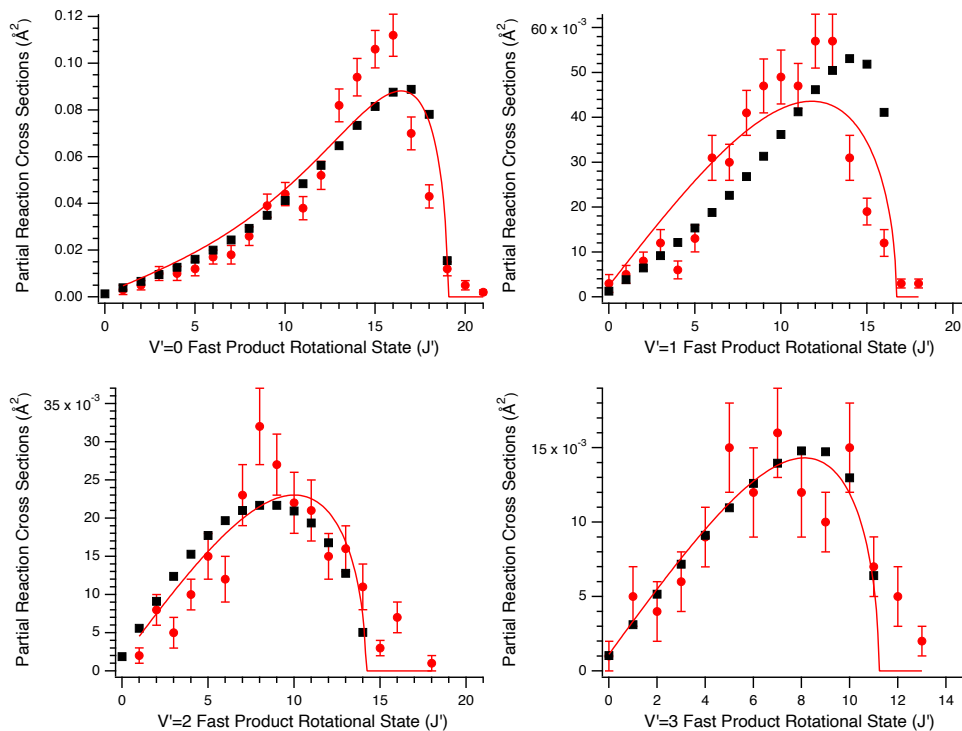 Partial Reaction Cross Sections (Å²)
0.12
0.10
0.08
0.06
0.04
0.02
0.00
0 5 10 15 20
V'=0 Fast Product Rotational State (J')
Partial Reaction Cross Sections (Å²)
60 x 10⁻³
50
40
30
20
10
0
0 5 10 15 20
V'=1 Fast Product Rotational State (J')
Partial Reaction Cross Sections (Å²)
35 x 10⁻³
30
25
20
15
10
5
0
0 5 10 15 20
V'=2 Fast Product Rotational State (J')
Partial Reaction Cross Sections (Å²)
15 x 10⁻³
10
5
0
0 2 4 6 8 10 12 14
V'=3 Fast Product Rotational State (J')